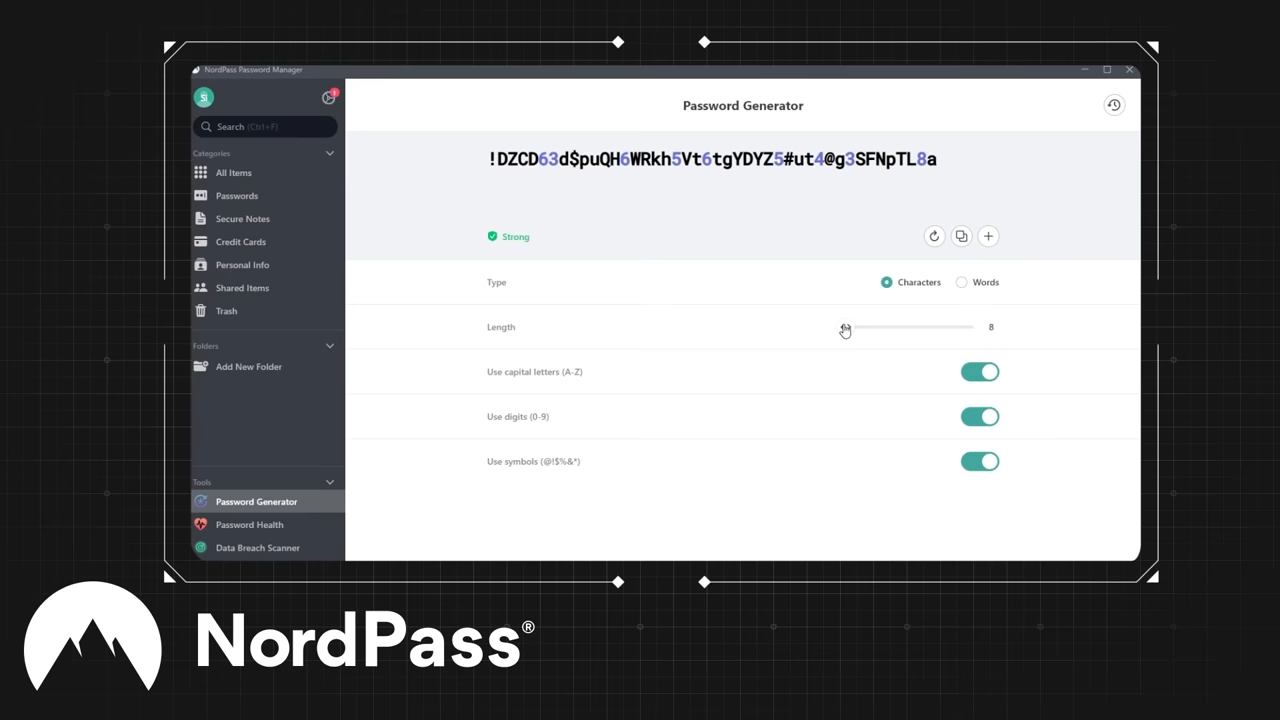 NordPass Password Manager
Password Generator
SI
1
Search (Ctrl+F)
Categories
All Items
Passwords
Secure Notes
Credit Cards
Personal Info
Shared Items
Trash
Folders
Add New Folder
Tools
Password Generator
Password Health
Data Breach Scanner
!DZCD63d$puQH6WRkh5Vt6tgYDYZ5#ut4@g3SFNpTL8a
Strong
Type
Characters
Words
Length
8
Use capital letters (A-Z)
Use digits (0-9)
Use symbols (@!$%&*)
NordPass®